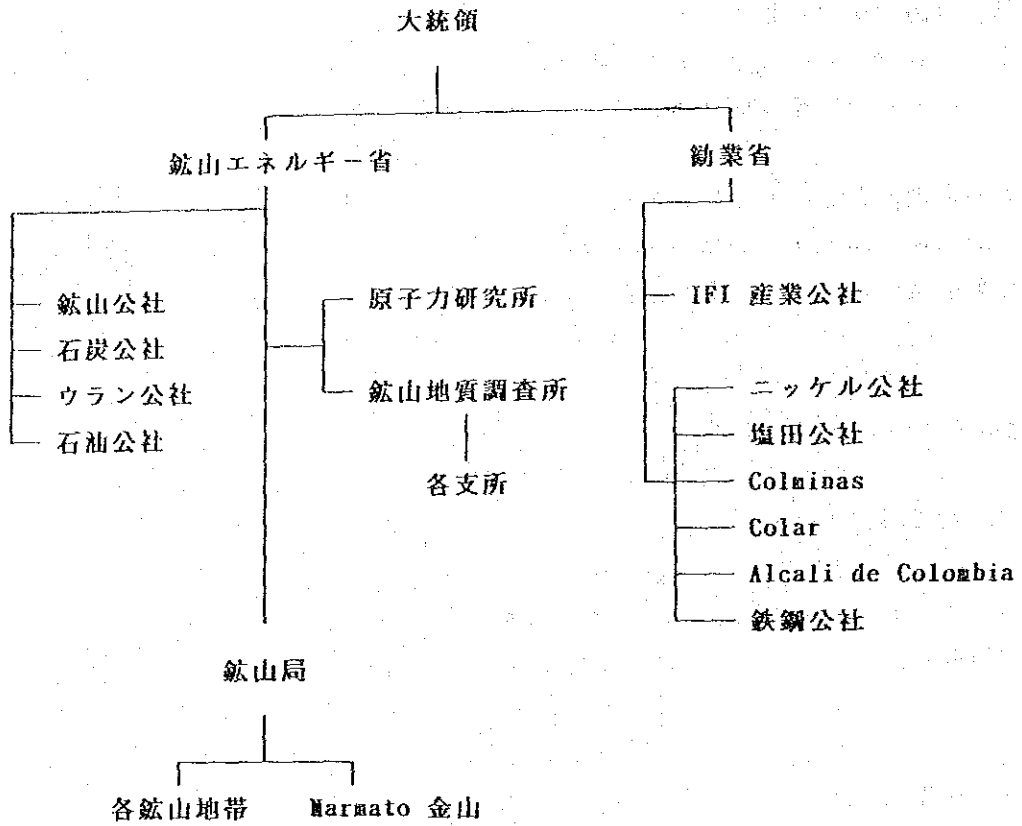 大統領
鉱山エネルギー省 勧業省
鉱山公社
石炭公社
ウラン公社
石油公社
原子力研究所
鉱山地質調査所
各支所
IFI 産業公社
ニッケル公社
塩田公社
Colminas
Colar
Alcali de Colombia
鉄鋼公社
鉱山局
各鉱山地帯 Marmato 金山